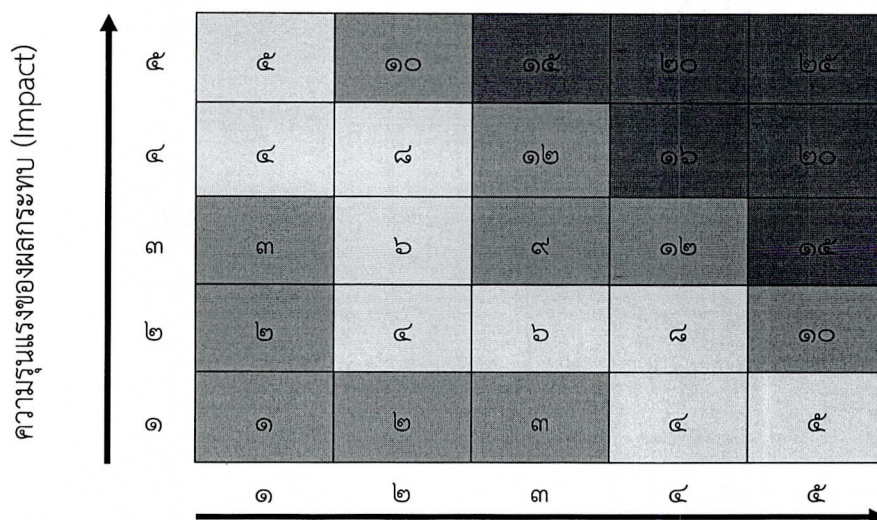 ความรุนแรงของผลกระทบ (Impact)
๕ ๕ ๑๐ ๑๕ ๒๐ ๒๕
๔ ๔ ๘ ๑๒ ๑๖ ๒๐
๓ ๓ ๖ ๙ ๑๒ ๑๕
๒ ๒ ๔ ๖ ๘ ๑๐
๑ ๑ ๒ ๓ ๔ ๕
๑ ๒ ๓ ๔ ๕